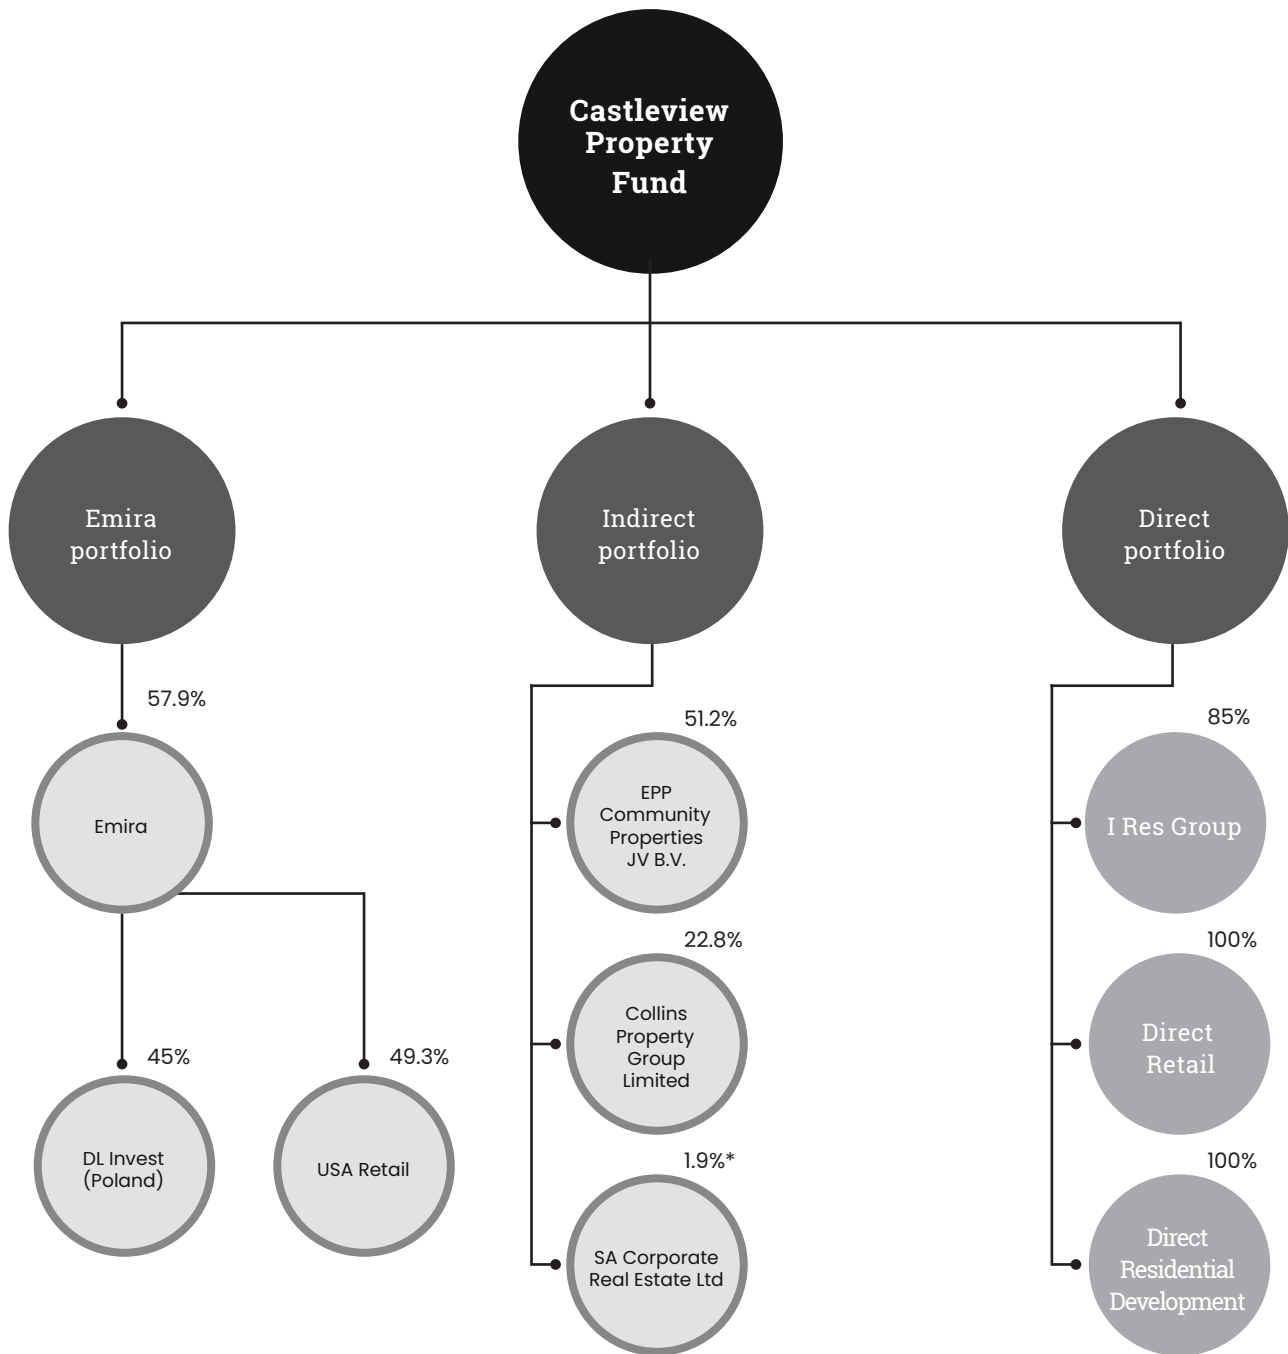 Castleview
Property
Fund
Emira
portfolio
Indirect
portfolio
Direct
portfolio
57.9%
Emira
45%
DL Invest
(Poland)
49.3%
USA Retail
51.2%
EPP
Community
Properties
JV B.V.
22.8%
Collins
Property
Group
Limited
1.9%*
SA Corporate
Real Estate Ltd
85%
I Res Group
100%
Direct
Retail
100%
Direct
Residential
Development